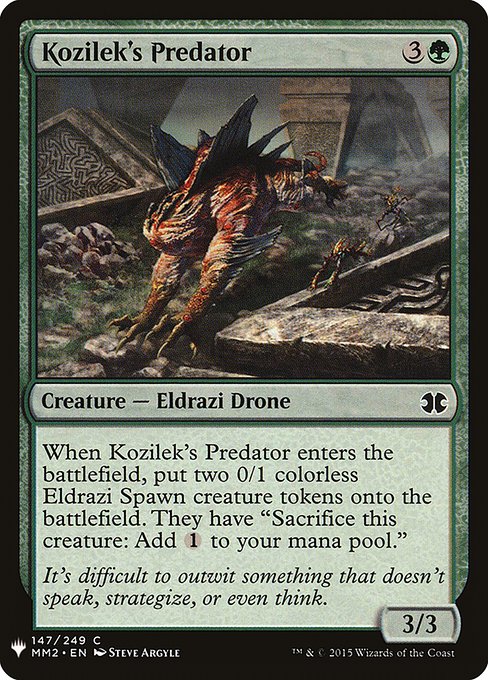 Kozilek's Predator 3
Creature — Eldrazi Drone
When Kozilek's Predator enters the
battlefield, put two 0/1 colorless
Eldrazi Spawn creature tokens onto the
battlefield. They have “Sacrifice this
creature: Add 1 to your mana pool.”
It's difficult to outwit something that doesn't
speak, strategize, or even think.
3/3
147/249 C
MM2 • EN Steve Argyle
™ & © 2015 Wizards of the Coast